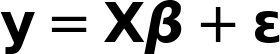 y = Xβ + ε